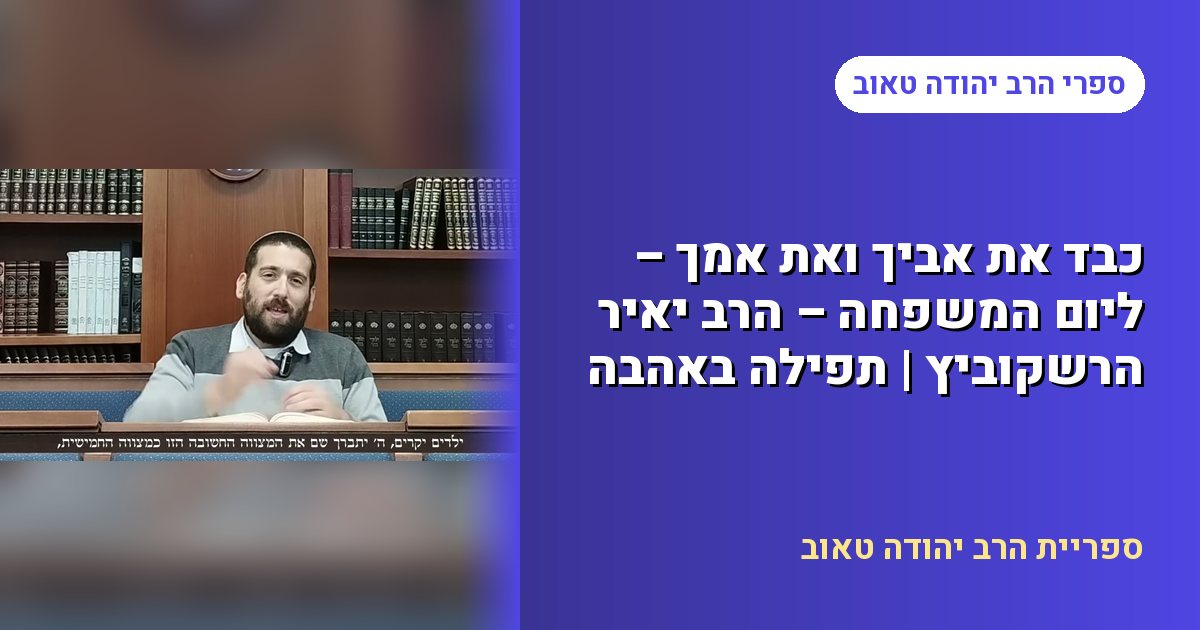 ספרי הרב יהודה טאוב
כבד את אביך ואת אמך –
ליום המשפחה – הרב יאיר
הרשקוביץ | תפילה באהבה
ספריית הרב יהודה טאוב
ילדים יקרים, ה׳ יתברך שם את המצווה החשובה הזו כמצווה החמישית,